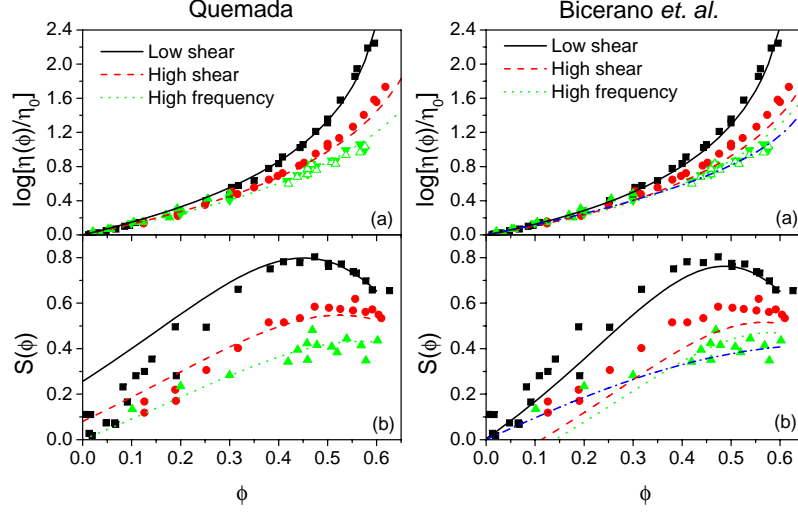 Quemada
Bicerano et. al.
log[η(ϕ)/η₀]
2.4
2.0
1.6
1.2
0.8
0.4
0.0
Low shear
High shear
High frequency
(a)
log[η(ϕ)/η₀]
2.4
2.0
1.6
1.2
0.8
0.4
0.0
Low shear
High shear
High frequency
(a)
S(ϕ)
0.8
0.6
0.4
0.2
0.0
(b)
0.0 0.1 0.2 0.3 0.4 0.5 0.6
ϕ
S(ϕ)
0.8
0.6
0.4
0.2
0.0
(b)
0.0 0.1 0.2 0.3 0.4 0.5 0.6
ϕ